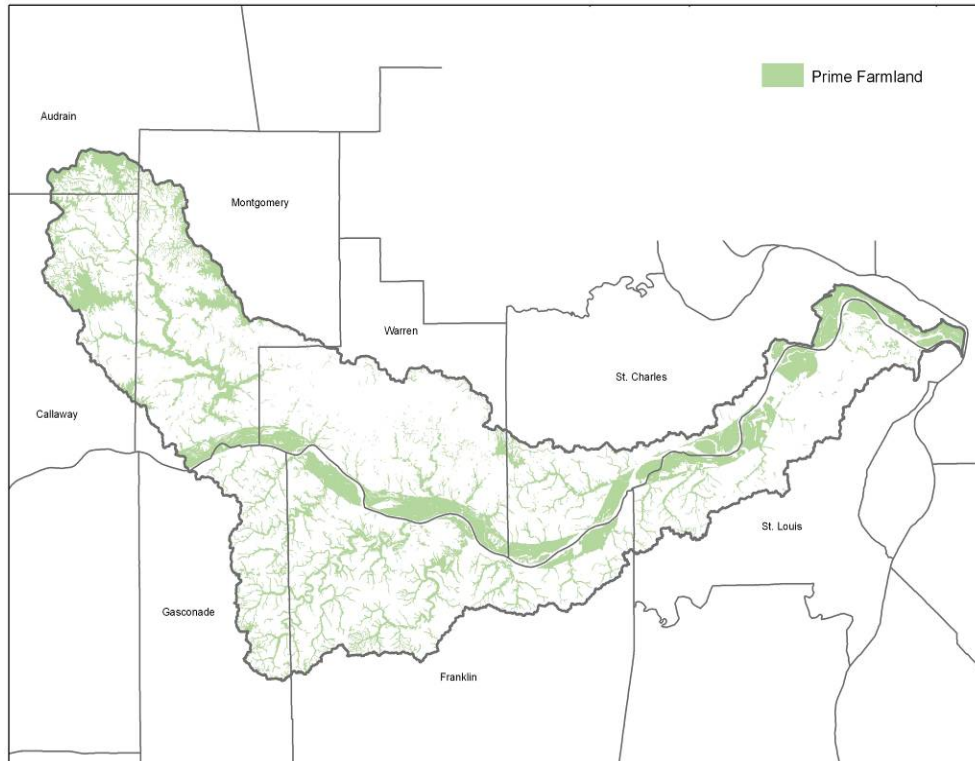 Prime Farmland
Audrain
Montgomery
Warren
St. Charles
Callaway
St. Louis
Gasconade
Franklin